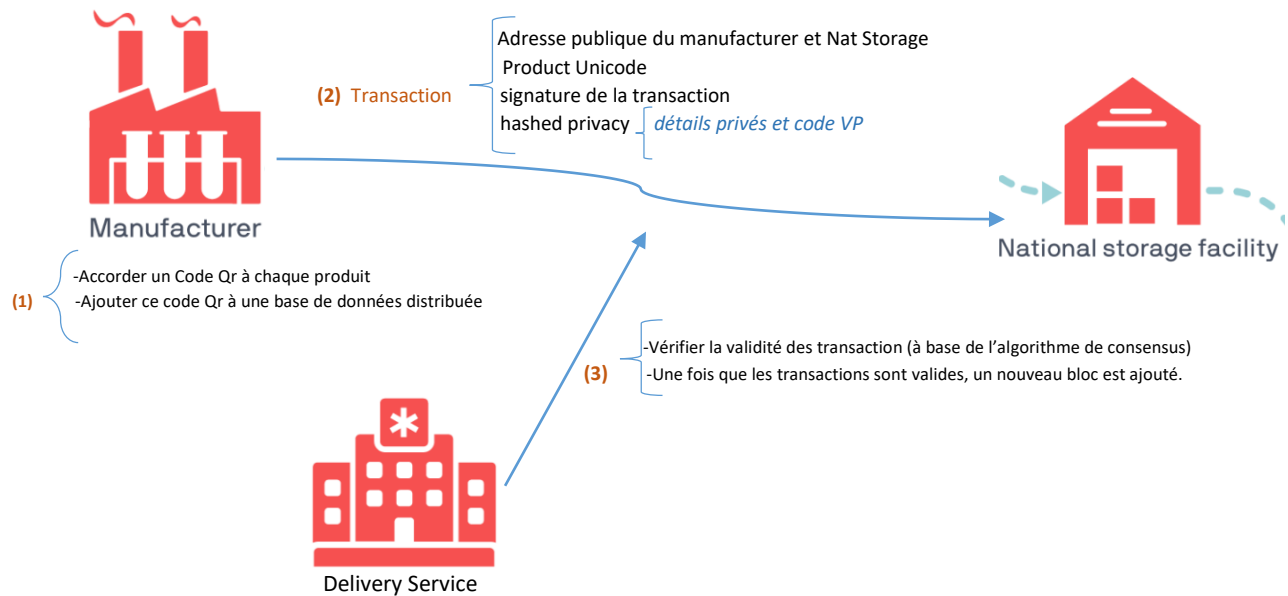 Adresse publique du manufacturer et Nat Storage
Product Unicode
(2) Transaction
signature de la transaction
hashed privacy
détails privés et code VP
Manufacturer
National storage facility
-Accorder un Code Qr à chaque produit
(1)
-Ajouter ce code Qr à une base de données distribuée
-Vérifier la validité des transaction (à base de l'algorithme de consensus)
(3)
-Une fois que les transactions sont valides, un nouveau bloc est ajouté.
Delivery Service